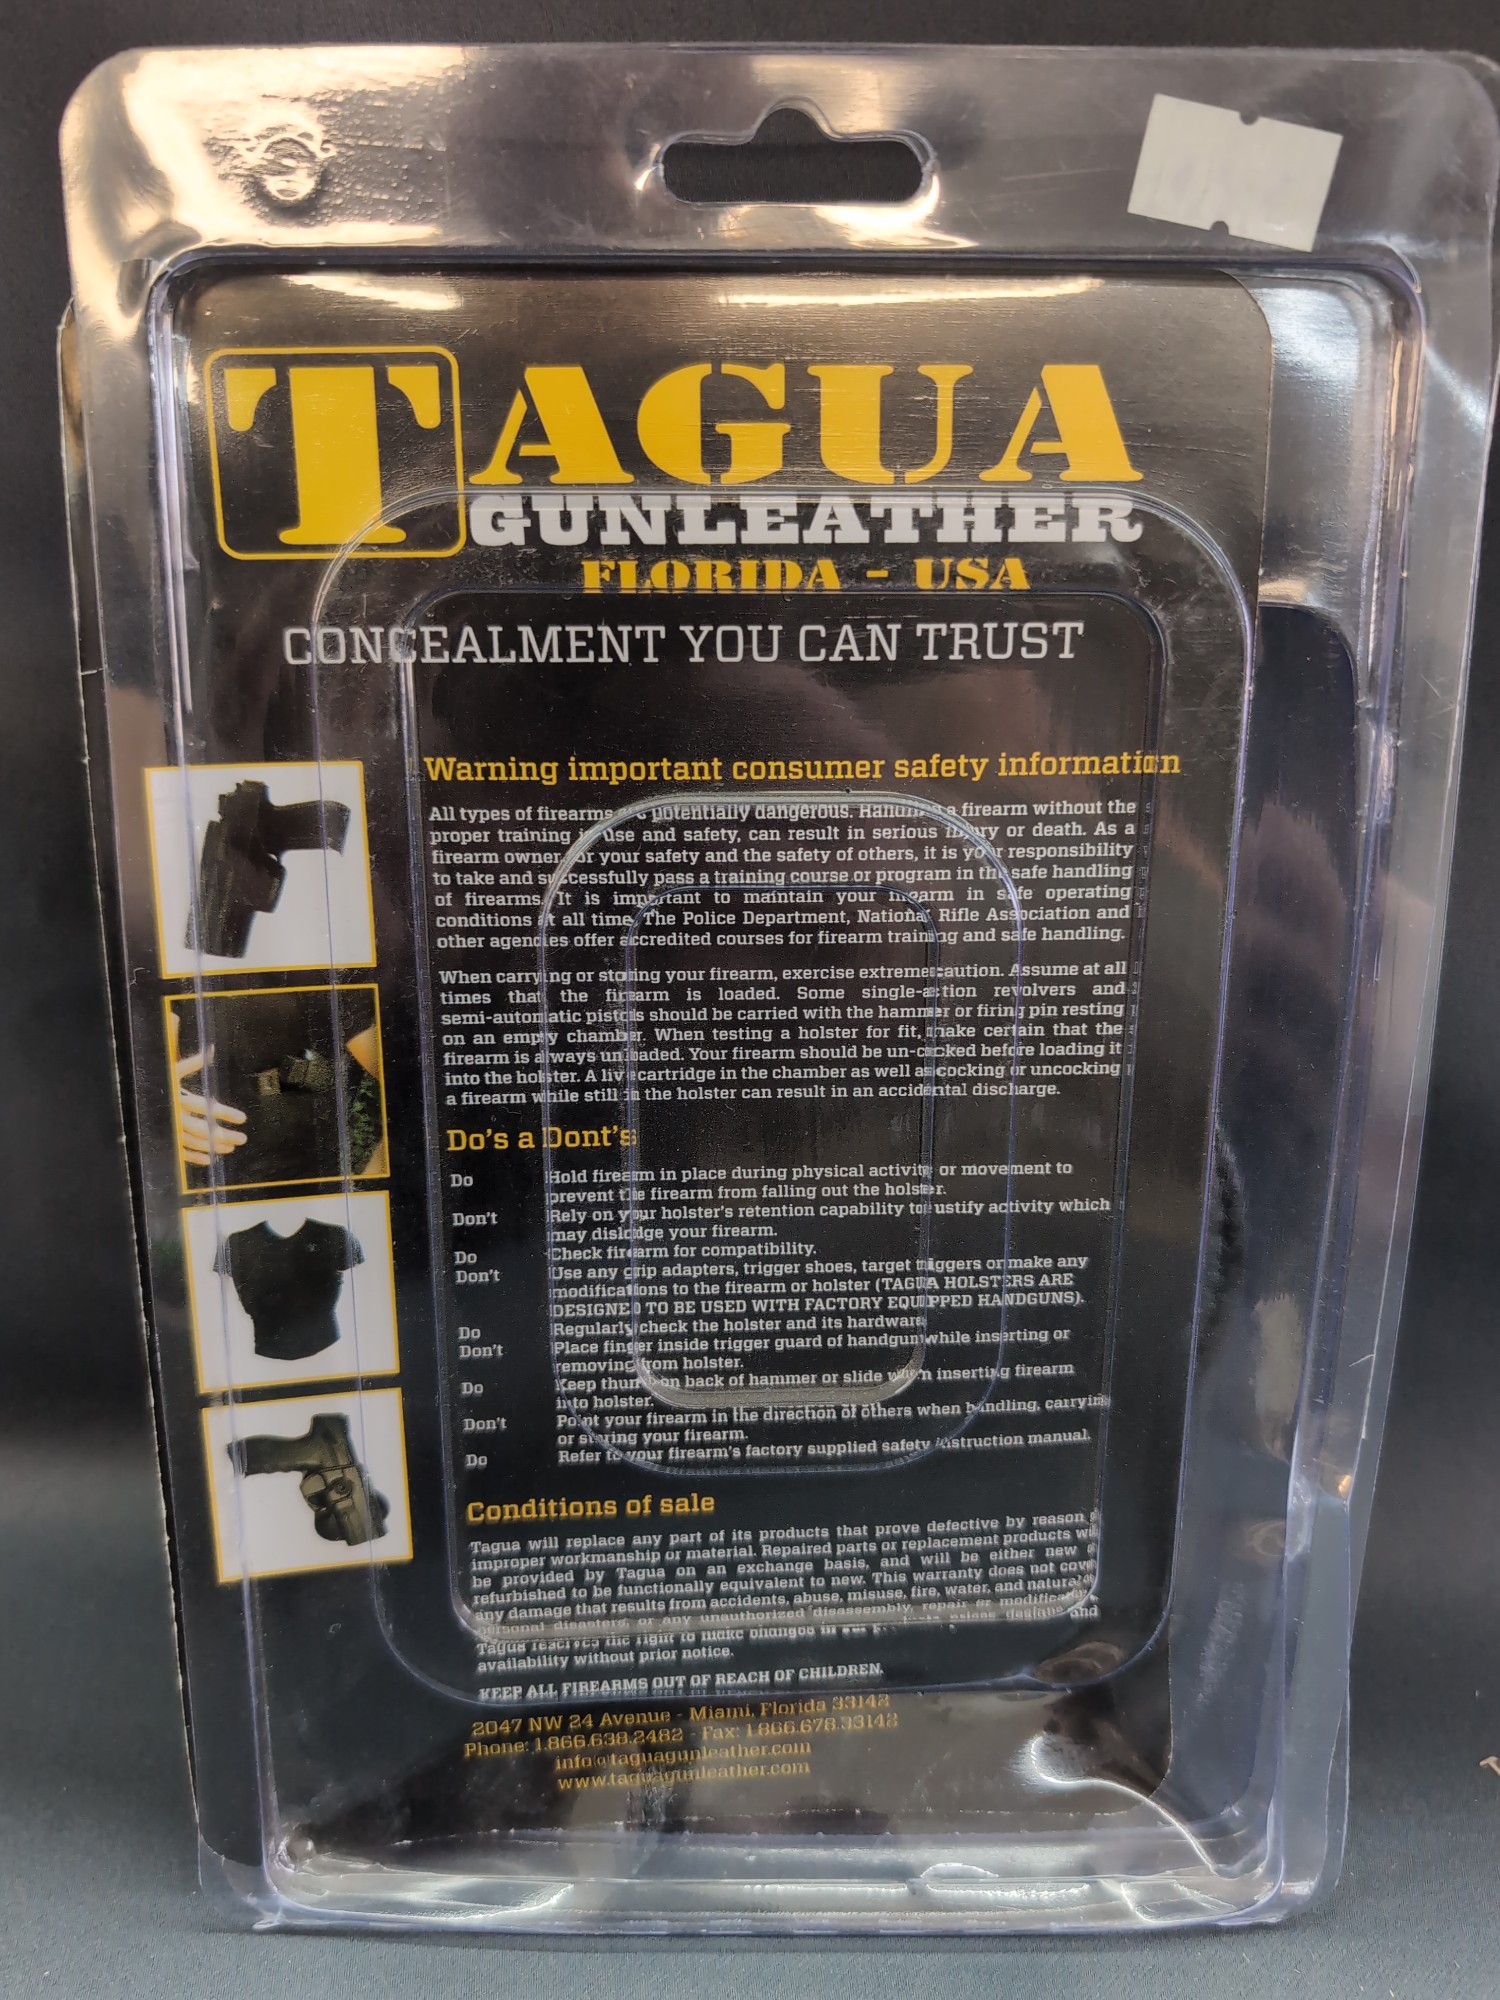 TAGUA
GUNLEATHER
FLORIDA - USA
CONCEALMENT YOU CAN TRUST
Warning important consumer safety information
All types of firearms are potentially dangerous. Handling a firearm without the
proper training in use and safety, can result in serious injury or death. As a
firearm owner, for your safety and the safety of others, it is your responsibility
to take and successfully pass a training course or program in the safe handling
of firearms. It is important to maintain your firearm in safe operating
conditions at all time. The Police Department, National Rifle Association and
other agencies offer accredited courses for firearm training and safe handling.
When carrying or storing your firearm, exercise extreme caution. Assume at all
times that the firearm is loaded. Some single-action revolvers and
semi-automatic pistols should be carried with the hammer or firing pin resting
on an empty chamber. When testing a holster for fit, make certain that the
firearm is always unloaded. Your firearm should be un-cocked before loading it
into the holster. A live cartridge in the chamber as well as cocking or uncocking
a firearm while still in the holster can result in an accidental discharge.
Do's a Dont's
Do Hold firearm in place during physical activity or movement to
prevent the firearm from falling out the holster.
Don't Rely on your holster's retention capability to justify activity which
may dislodge your firearm.
Do Check firearm for compatibility.
Don't Use any grip adapters, trigger shoes, target triggers or make any
modifications to the firearm or holster (TAGUA HOLSTERS ARE
DESIGNED TO BE USED WITH FACTORY EQUIPPED HANDGUNS).
Do Regularly check the holster and its hardware
Don't Place finger inside trigger guard of handgun while inserting or
removing from holster.
Do Keep thumb on back of hammer or slide when inserting firearm
into holster.
Don't Point your firearm in the direction of others when handling, carrying
or storing your firearm.
Do Refer to your firearm's factory supplied safety instruction manual.
Conditions of sale
Tagua will replace any part of its products that prove defective by reason
improper workmanship or material. Repaired parts or replacement products will
be provided by Tagua on an exchange basis, and will be either new
refurbished to be functionally equivalent to new. This warranty does not cover
any damage that results from accidents, abuse, misuse, fire, water, and natural or
personal disasters, or any unauthorized disassembly, repair or modification.
Tagua reserves the right to make changes in prices designs and
availability without prior notice.
KEEP ALL FIREARMS OUT OF REACH OF CHILDREN.
2047 NW 24 Avenue - Miami, Florida 33142
Phone: 1.866.638.2482 - Fax: 1.866.678.33142
info@taguagunleather.com
www.taguagunleather.com